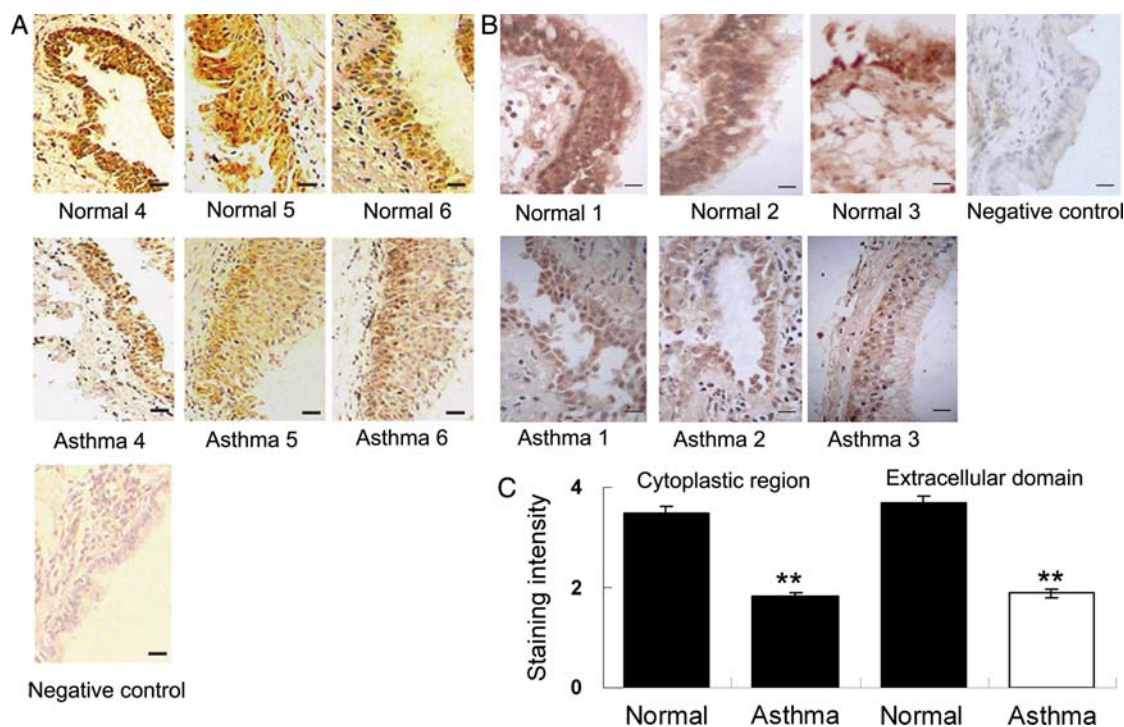 A
B
Normal 4
Normal 5
Normal 6
Normal 1
Normal 2
Normal 3
Negative control
Asthma 4
Asthma 5
Asthma 6
Asthma 1
Asthma 2
Asthma 3
Negative control
C
Cytoplastic region
Extracellular domain
Staining intensity
4
2
0
**
**
Normal
Asthma
Normal
Asthma